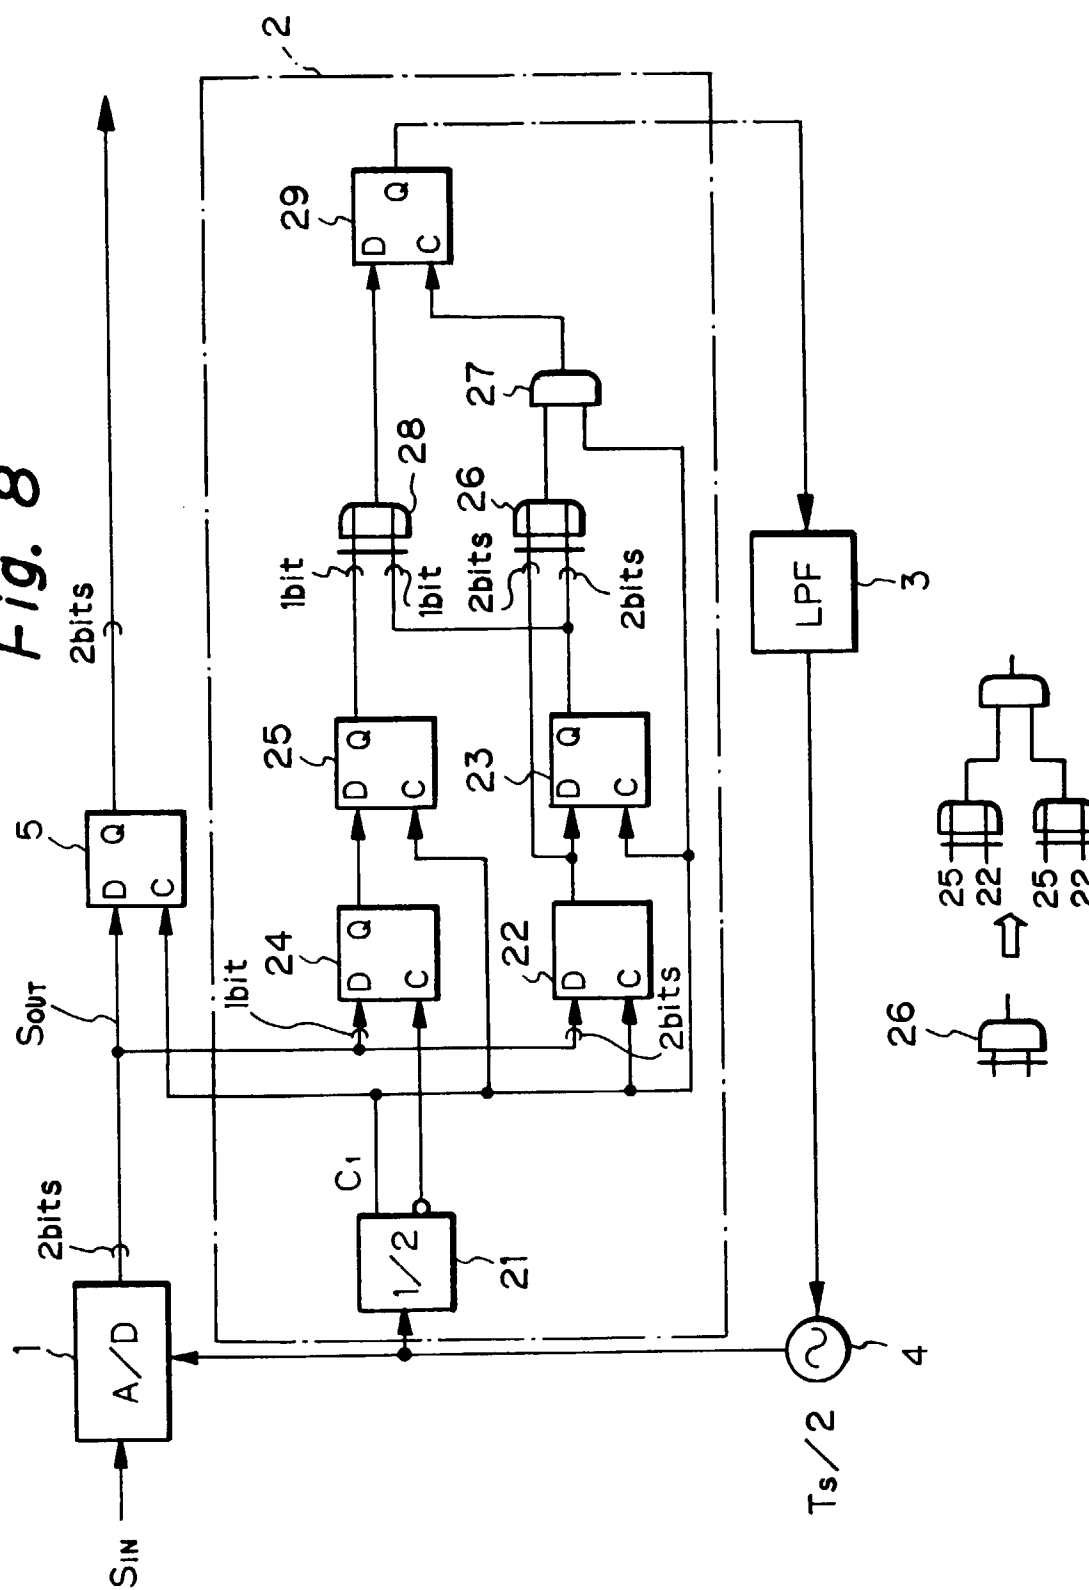 Fig. 8
SIN
1
A/D
2bits
SOUT
5
D Q
C
2bits
2
1/2
21
C1
1bit
24
D Q
C
25
D Q
C
1bit
1bit
28
29
D Q
C
22
D
C
2bits
23
D Q
C
2bits
2bits
26
27
Ts/2
4
LPF
3
26
25
22
25
22